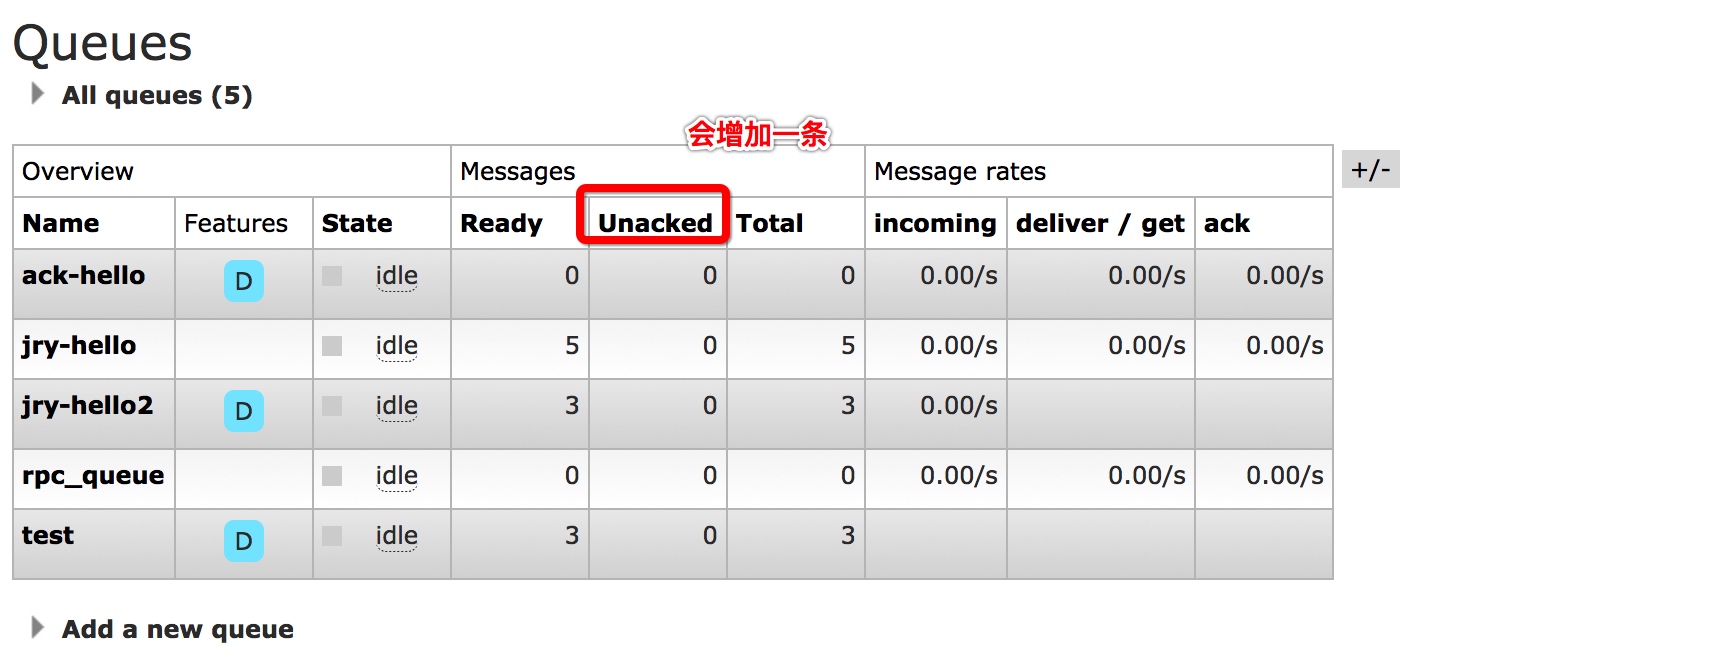 Queues
All queues (5)
会增加一条
Overview Messages Message rates +/-
Name Features State Ready Unacked Total incoming deliver / get ack
ack-hello D idle 0 0 0 0.00/s 0.00/s 0.00/s
jry-hello idle 5 0 5 0.00/s 0.00/s 0.00/s
jry-hello2 D idle 3 0 3 0.00/s
rpc_queue idle 0 0 0 0.00/s 0.00/s 0.00/s
test D idle 3 0 3
Add a new queue